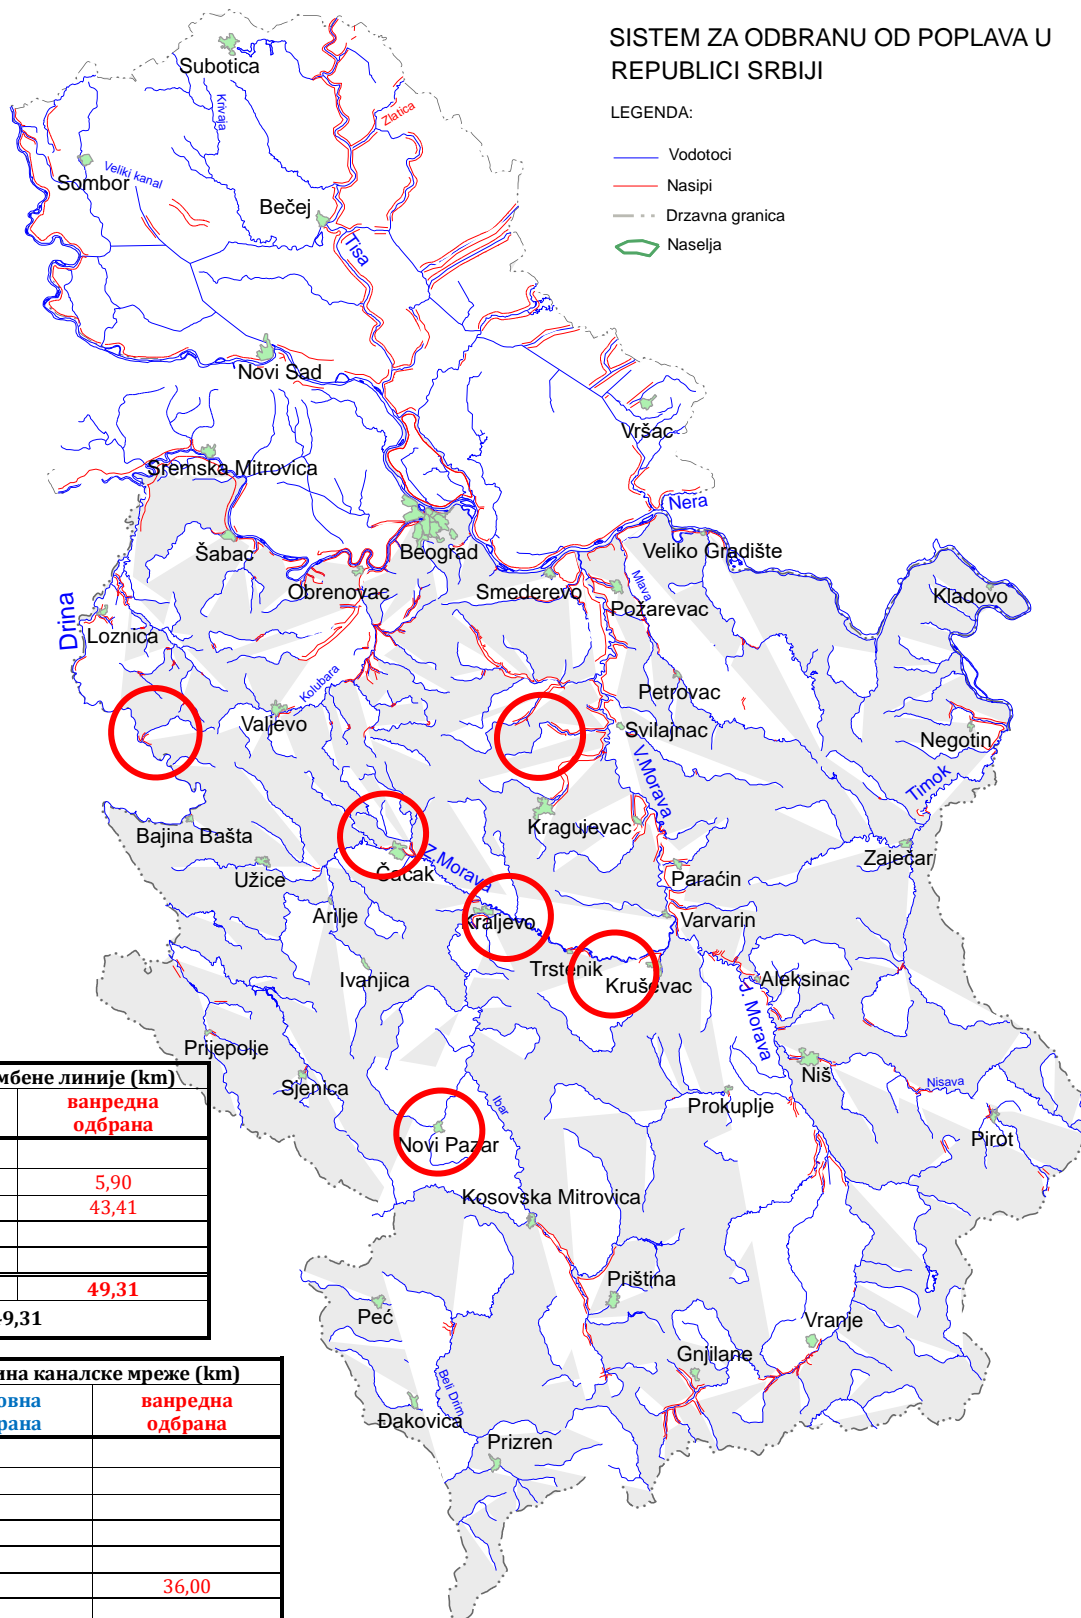 SISTEM ZA ODBRANU OD POPLAVA U
REPUBLICI SRBIJI
LEGENDA:
Vodotoci
Nasipi
Drzavna granica
Naselja
Subotica
Krivaja
Zlatica
Sombor
Veliki kanal
Bečej
Tisa
Novi Sad
Vršac
Sremska Mitrovica
Nera
Šabac
Beograd
Veliko Gradište
Obrenovac
Smederevo
Mlava
Požarevac
Kladovo
Drina
Loznica
Kolubara
Petrovac
Valjevo
Svilajnac
Negotin
V.Morava
Timok
Bajina Bašta
Kragujevac
Zaječar
Užice
Čačak
Z.Morava
Paraćin
Arilje
Kraljevo
Varvarin
Trstenik
Ivanjica
Kruševac
Aleksinac
J. Morava
Prijepolje
Sjenica
Niš
Nisava
Ibar
Prokuplje
Pirot
Novi Pazar
Kosovska Mitrovica
Priština
Peć
Vranje
Gnjilane
Beli Drim
Đakovica
Prizren
мбене линије (km)
ванредна
одбрана
5,90
43,41
49,31
9,31
ина каналске мреже (km)
овна ванредна
рана одбрана
36,00